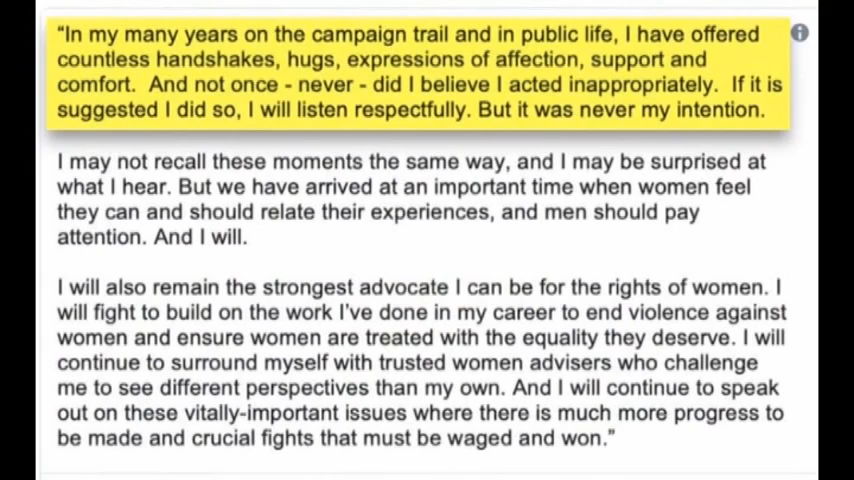 “In my many years on the campaign trail and in public life, I have offered
countless handshakes, hugs, expressions of affection, support and
comfort. And not once - never - did I believe I acted inappropriately. If it is
suggested I did so, I will listen respectfully. But it was never my intention.
I may not recall these moments the same way, and I may be surprised at
what I hear. But we have arrived at an important time when women feel
they can and should relate their experiences, and men should pay
attention. And I will.
I will also remain the strongest advocate I can be for the rights of women. I
will fight to build on the work I’ve done in my career to end violence against
women and ensure women are treated with the equality they deserve. I will
continue to surround myself with trusted women advisers who challenge
me to see different perspectives than my own. And I will continue to speak
out on these vitally-important issues where there is much more progress to
be made and crucial fights that must be waged and won.”